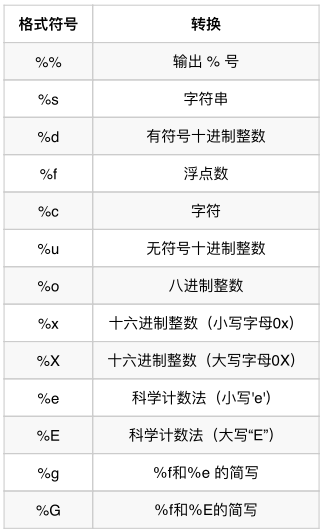 格式符号 转换
%% 输出 % 号
%s 字符串
%d 有符号十进制整数
%f 浮点数
%c 字符
%u 无符号十进制整数
%o 八进制整数
%x 十六进制整数（小写字母0x）
%X 十六进制整数（大写字母0X）
%e 科学计数法（小写'e'）
%E 科学计数法（大写“E”）
%g %f和%e 的简写
%G %f和%E的简写